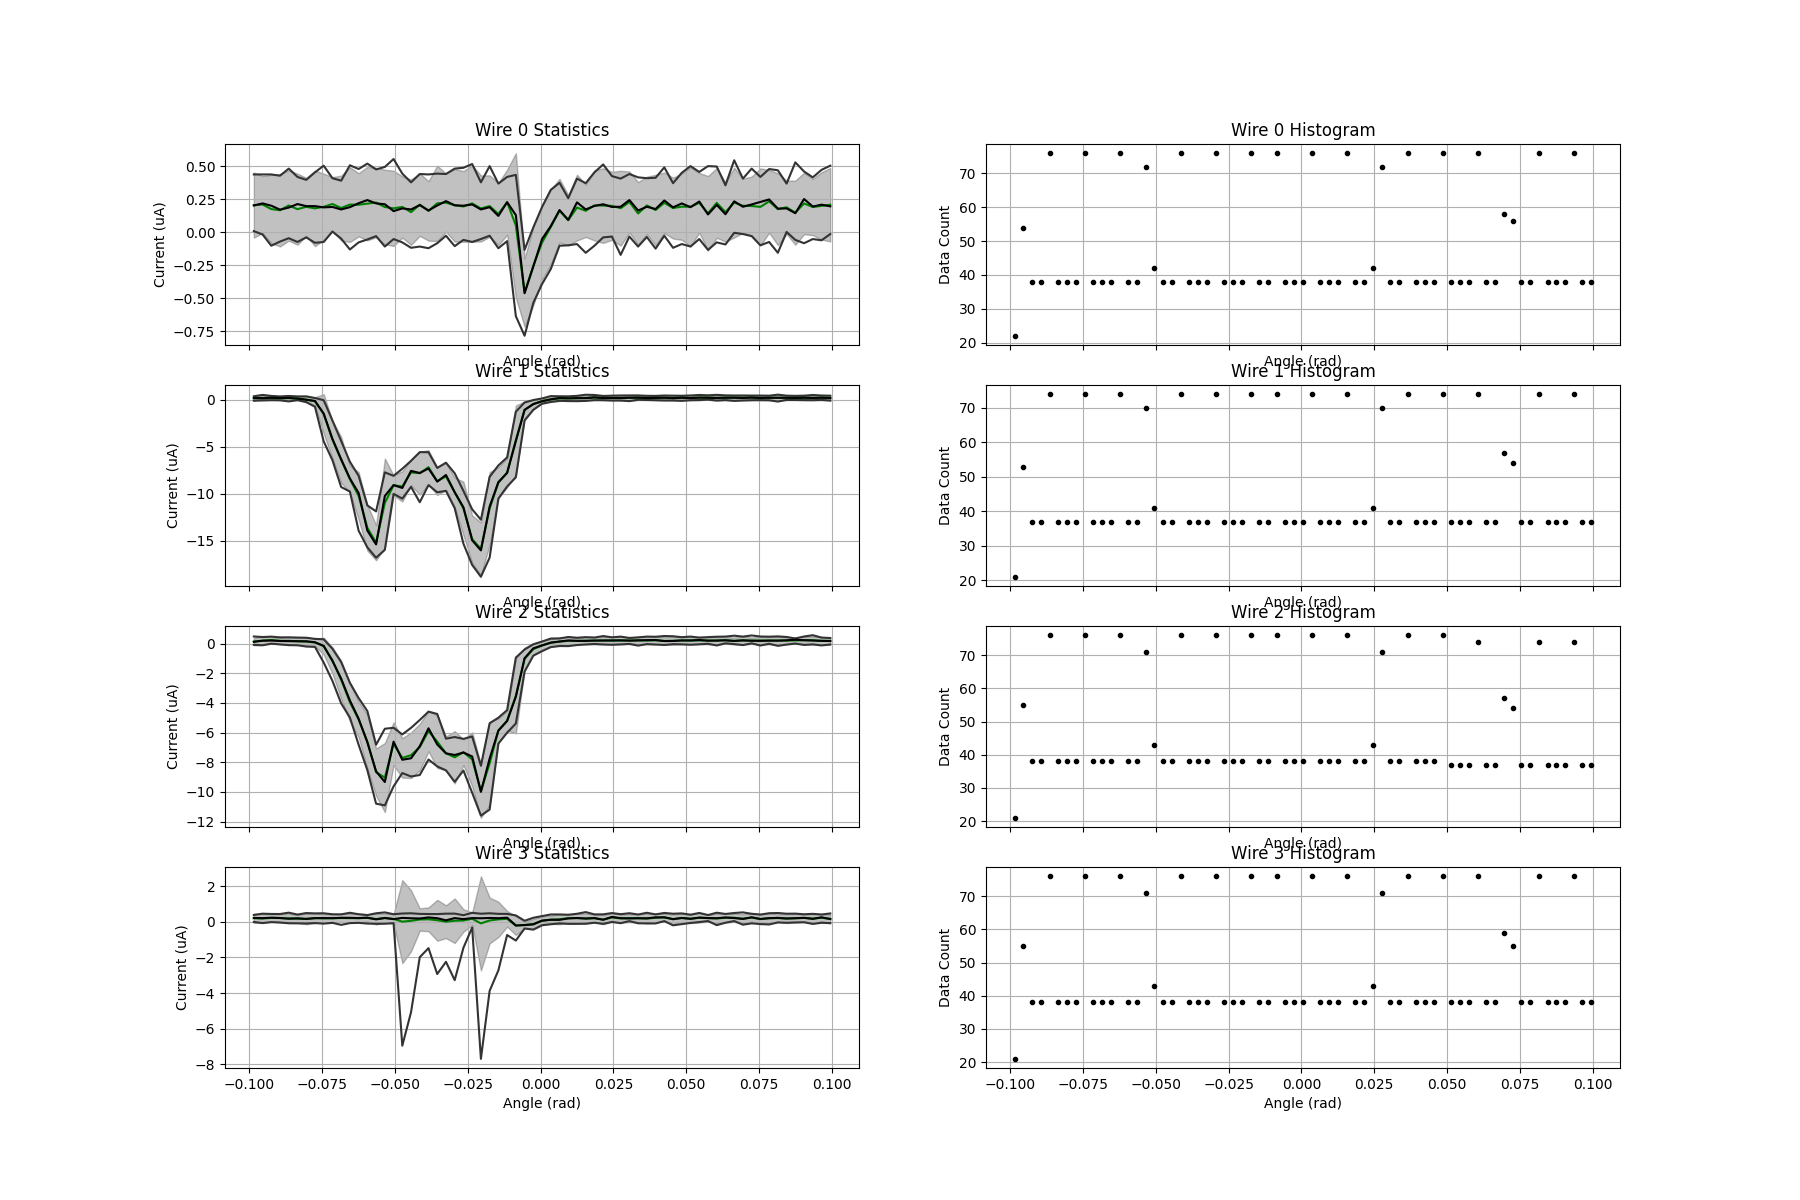 Wire 0 Statistics
Current (uA)
0.50
0.25
0.00
−0.25
−0.50
−0.75
Angle (rad)
Wire 0 Histogram
Data Count
70
60
50
40
30
20
Angle (rad)
Wire 1 Statistics
Current (uA)
0
−5
−10
−15
Angle (rad)
Wire 1 Histogram
Data Count
70
60
50
40
30
20
Angle (rad)
Wire 2 Statistics
Current (uA)
0
−2
−4
−6
−8
−10
−12
Angle (rad)
Wire 2 Histogram
Data Count
70
60
50
40
30
20
Angle (rad)
Wire 3 Statistics
Current (uA)
2
0
−2
−4
−6
−8
−0.100 −0.075 −0.050 −0.025 0.000 0.025 0.050 0.075 0.100
Angle (rad)
Wire 3 Histogram
Data Count
70
60
50
40
30
20
−0.100 −0.075 −0.050 −0.025 0.000 0.025 0.050 0.075 0.100
Angle (rad)